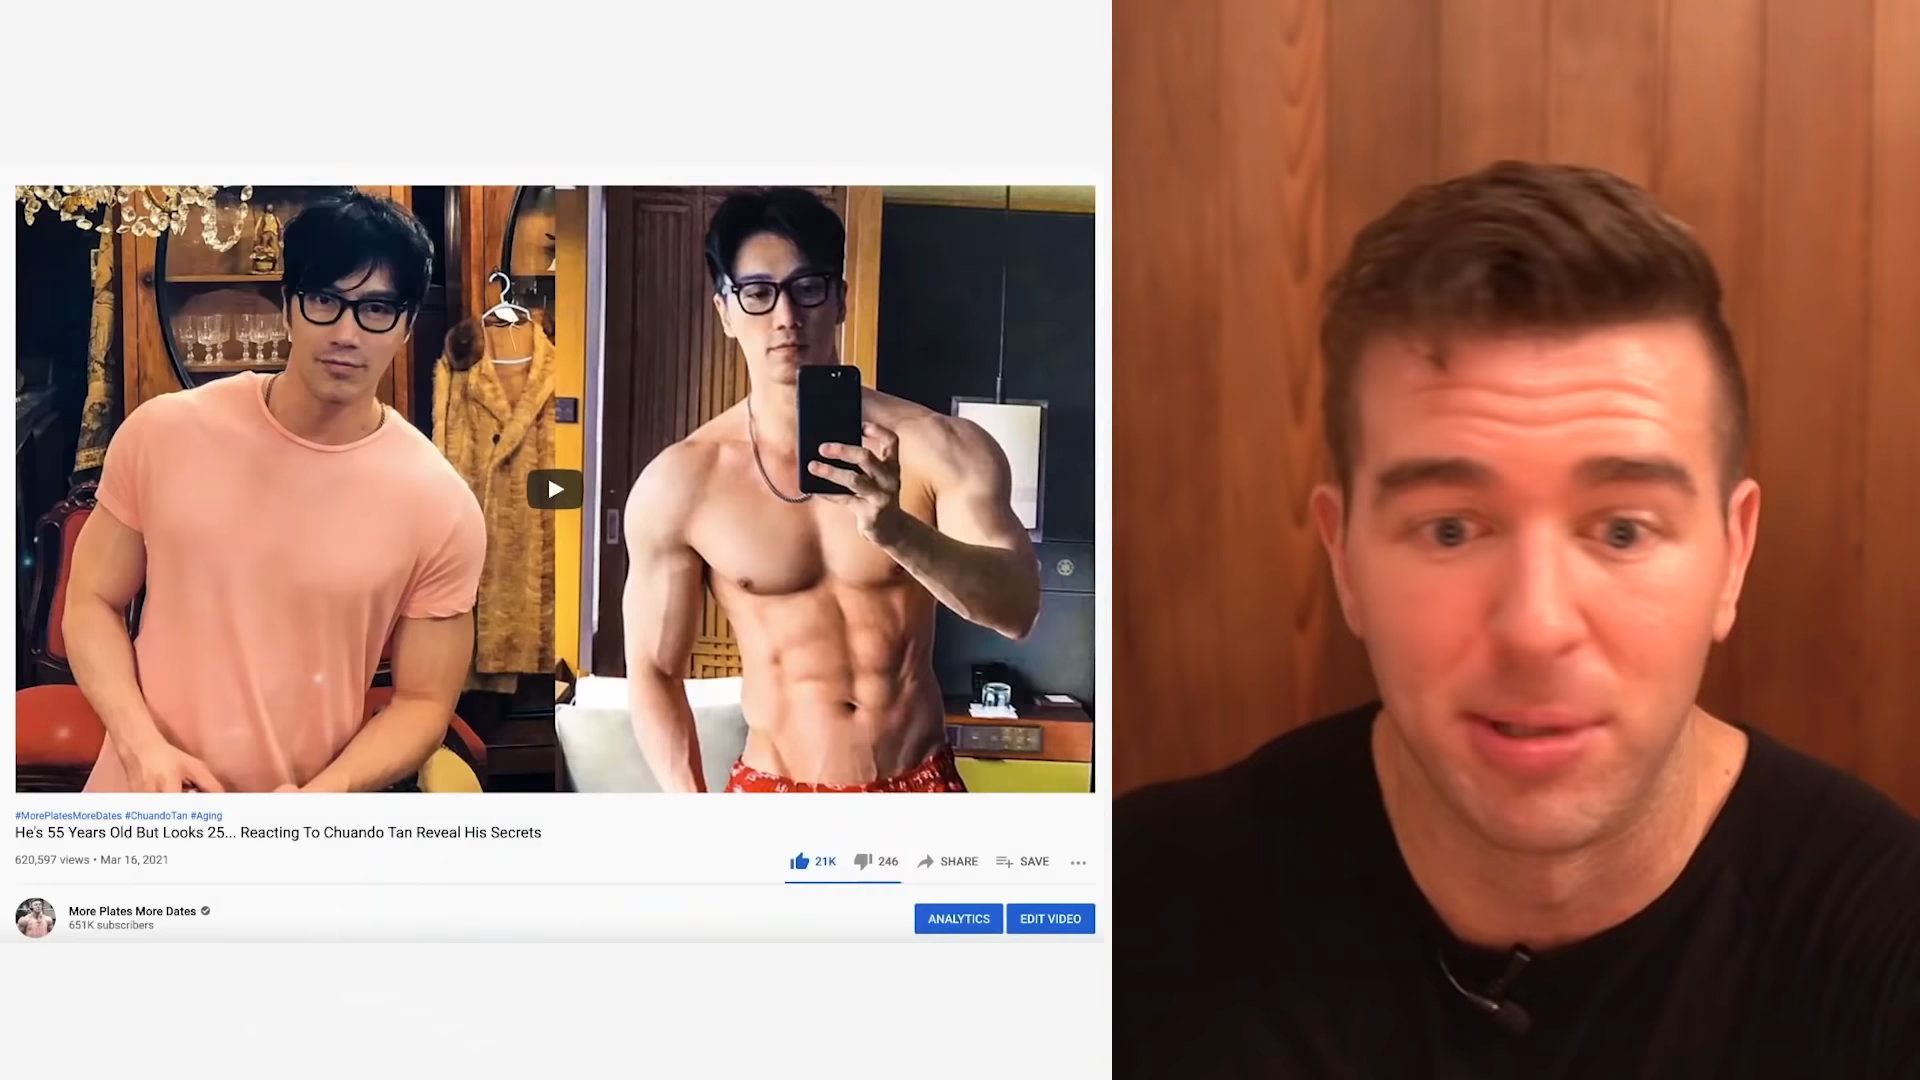 #MorePlatesMoreDates #ChuandoTan #Aging
He's 55 Years Old But Looks 25... Reacting To Chuando Tan Reveal His Secrets
620,597 views • Mar 16, 2021
21K 246 SHARE SAVE
More Plates More Dates
651K subscribers
ANALYTICS EDIT VIDEO